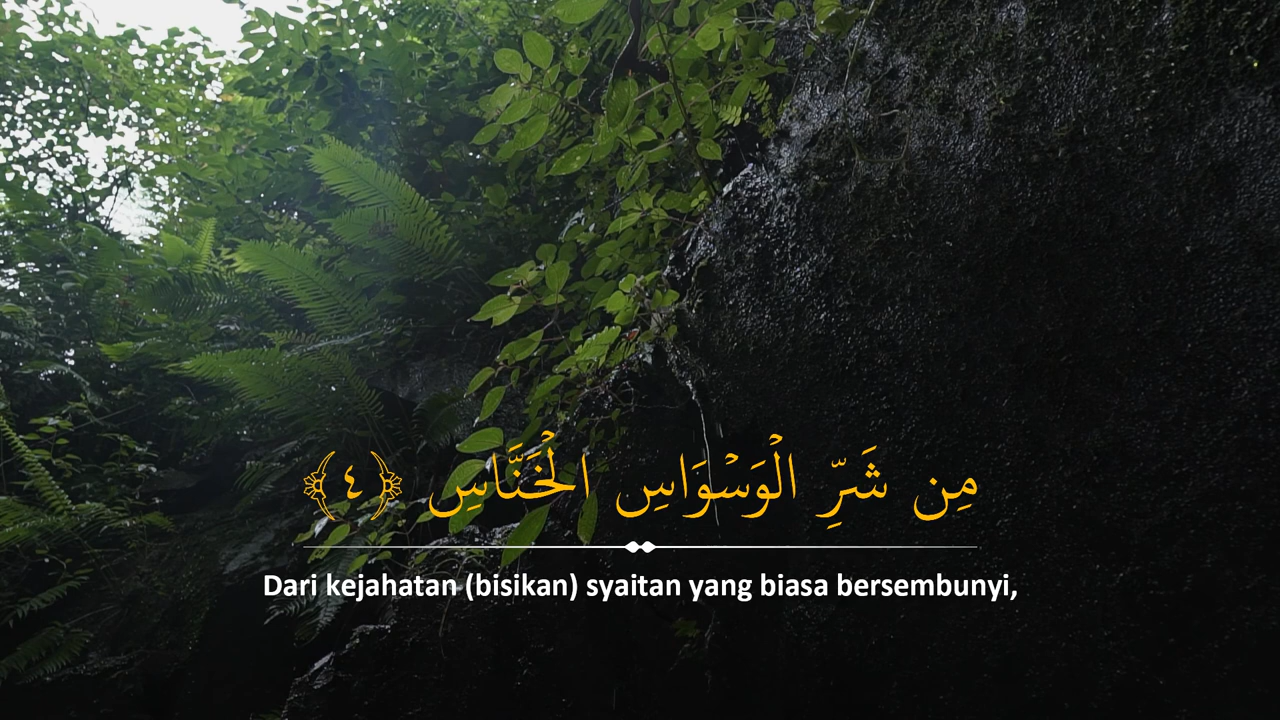 مِن شَرِّ الْوَسْوَاسِ الْخَنَّاسِ ﴿٤﴾
Dari kejahatan (bisikan) syaitan yang biasa bersembunyi,